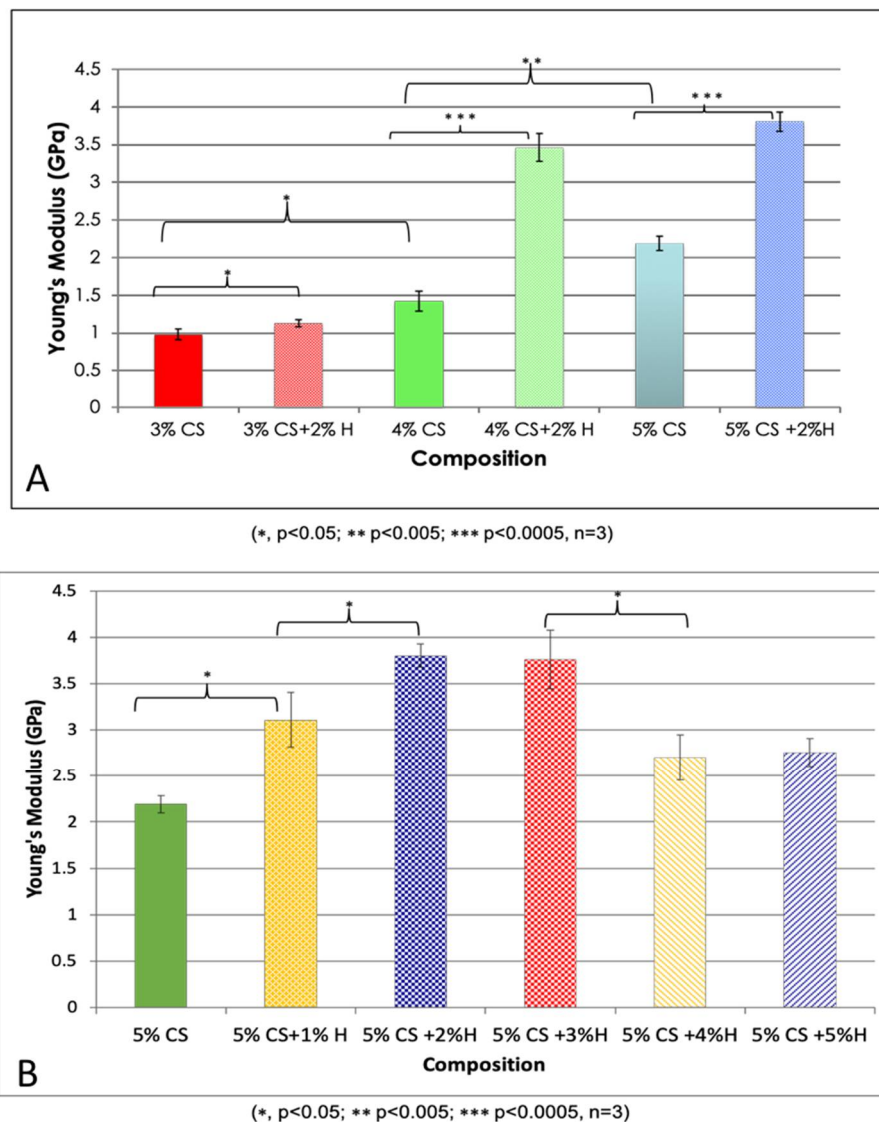 4.5
4
3.5
3
2.5
2
1.5
1
0.5
0
Young's Modulus (GPa)
*
*
* * *
* *
* * *
3% CS 3% CS+2% H 4% CS 4% CS+2% H 5% CS 5% CS +2%H
Composition
A
(*, p<0.05; ** p<0.005; *** p<0.0005, n=3)
4.5
4
3.5
3
2.5
2
1.5
1
0.5
0
Young's Modulus (GPa)
*
*
*
5% CS 5% CS+1% H 5% CS +2%H 5% CS +3%H 5% CS +4%H 5% CS +5%H
Composition
B
(*, p<0.05; ** p<0.005; *** p<0.0005, n=3)